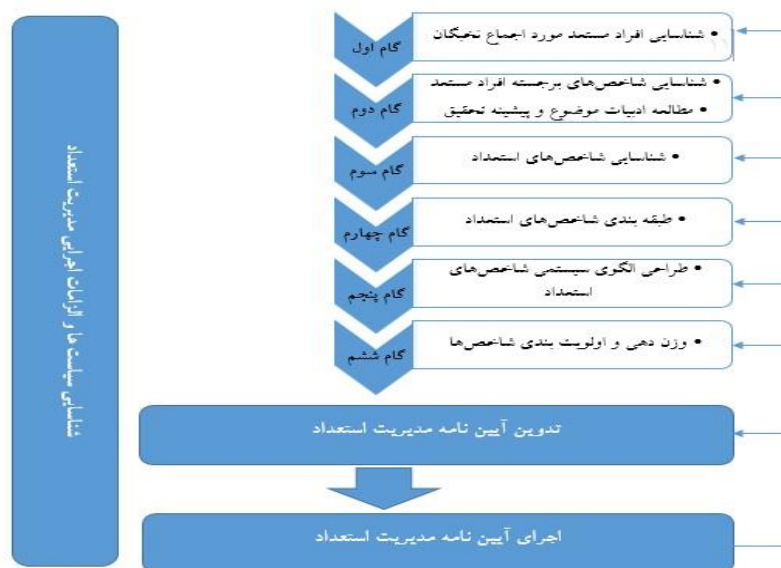 • شناسایی افراد مستعد مورد اجماع نخبگان
گام اول
• شناسایی شاخص‌های برجسته افراد مستعد
• مطالعه ادبیات موضوع و پیشینه تحقیق
گام دوم
• شناسایی شاخص‌های استعداد
گام سوم
• طبقه بندی شاخص‌های استعداد
گام چهارم
• طراحی الگوی سیستمی شاخص‌های
استعداد
گام پنجم
• وزن دهی و اولویت بندی شاخص‌ها
گام ششم
تدوین آیین نامه مدیریت استعداد
اجرای آیین نامه مدیریت استعداد
شناسایی سیاست ها و الزامات اجرایی مدیریت استعداد